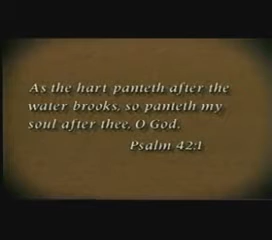 As the hart panteth after the
water brooks, so panteth my
soul after thee, O God.
Psalm 42:1